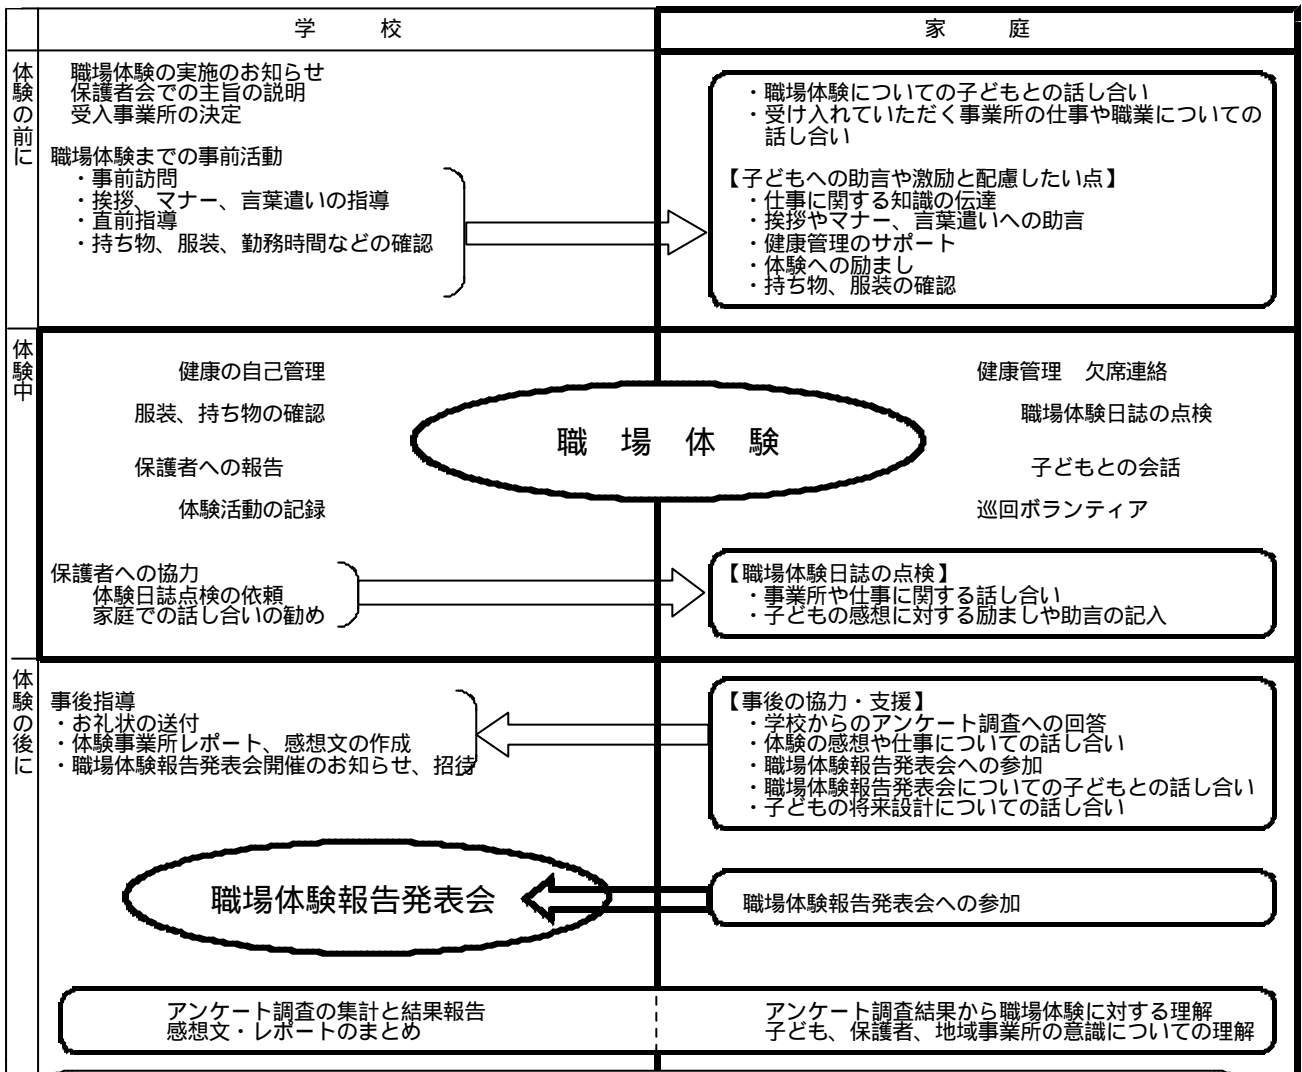 学　校
家　庭
体験の前に
職場体験の実施のお知らせ
保護者会での主旨の説明
受入事業所の決定
職場体験までの事前活動
・事前訪問
・挨拶、マナー、言葉遣いの指導
・直前指導
・持ち物、服装、勤務時間などの確認
・職場体験についての子どもとの話し合い
・受け入れていただく事業所の仕事や職業についての
話し合い
【子どもへの助言や激励と配慮したい点】
・仕事に関する知識の伝達
・挨拶やマナー、言葉遣いへの助言
・健康管理のサポート
・体験への励まし
・持ち物、服装の確認
体験中
健康の自己管理
服装、持ち物の確認
保護者への報告
体験活動の記録
職　場　体　験
健康管理　欠席連絡
職場体験日誌の点検
子どもとの会話
巡回ボランティア
保護者への協力
体験日誌点検の依頼
家庭での話し合いの勧め
【職場体験日誌の点検】
・事業所や仕事に関する話し合い
・子どもの感想に対する励ましや助言の記入
体験の後に
事後指導
・お礼状の送付
・体験事業所レポート、感想文の作成
・職場体験報告発表会開催のお知らせ、招待
【事後の協力・支援】
・学校からのアンケート調査への回答
・体験の感想や仕事についての話し合い
・職場体験報告発表会への参加
・職場体験報告発表会についての子どもとの話し合い
・子どもの将来設計についての話し合い
職場体験報告発表会
職場体験報告発表会への参加
アンケート調査の集計と結果報告
感想文・レポートのまとめ
アンケート調査結果から職場体験に対する理解
子ども、保護者、地域事業所の意識についての理解